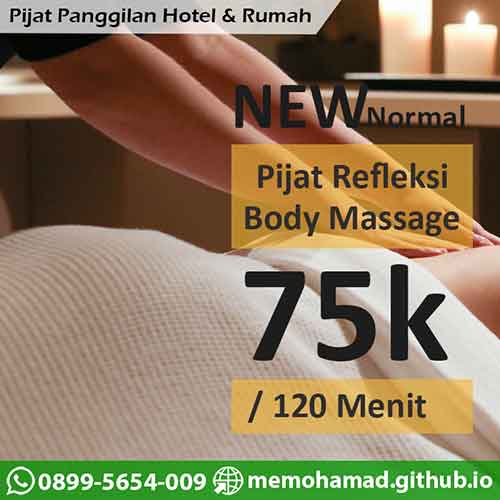 Pijat Panggilan Hotel & Rumah
NEW Normal
Pijat Refleksi
Body Massage
75k
/ 120 Menit
0899-5654-009 memohamad.github.io